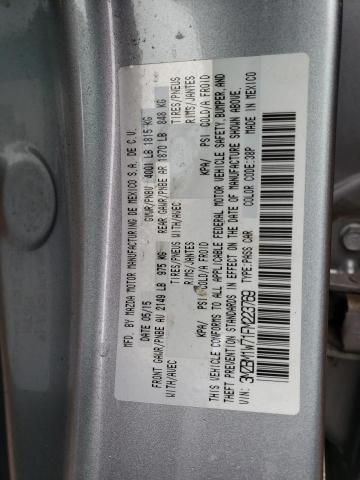 MFD BY MAZDA MOTOR MANUFACTURING DE MEXICO S.A. DE C.V.
DATE 05/15 GVWR/PNBV 4001 LB 1815 KG
FRONT GAWR/PNBE AV 2149 LB 975 KG REAR GAWR/PNBE AR 1870 LB 848 KG
WITH/AVEC TIRES/PNEUS WITH/AVEC TIRES/PNEUS
RIMS/JANTES RIMS/JANTES
KPA/ PSI COLD/A FROID KPA/ PSI COLD/A FROID
THIS VEHICLE CONFORMS TO ALL APPLICABLE FEDERAL MOTOR VEHICLE SAFETY, BUMPER, AND
THEFT PREVENTION STANDARDS IN EFFECT ON THE DATE OF MANUFACTURE SHOWN ABOVE.
VIN: 3MZBM1W71FM223769 TYPE:PASS CAR COLOR CODE:38P MADE IN MEXICO